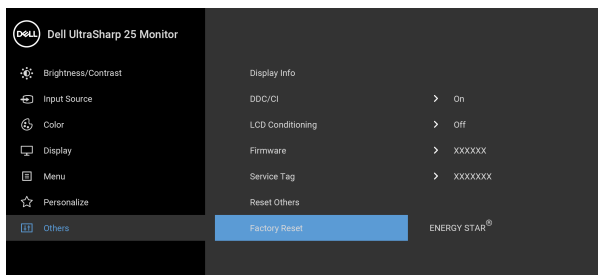 DELL Dell UltraSharp 25 Monitor
Brightness/Contrast Display Info
Input Source DDC/CI > On
Color LCD Conditioning > Off
Display Firmware > XXXXXX
Menu Service Tag > XXXXXXX
Personalize Reset Others
Others Factory Reset ENERGY STAR®